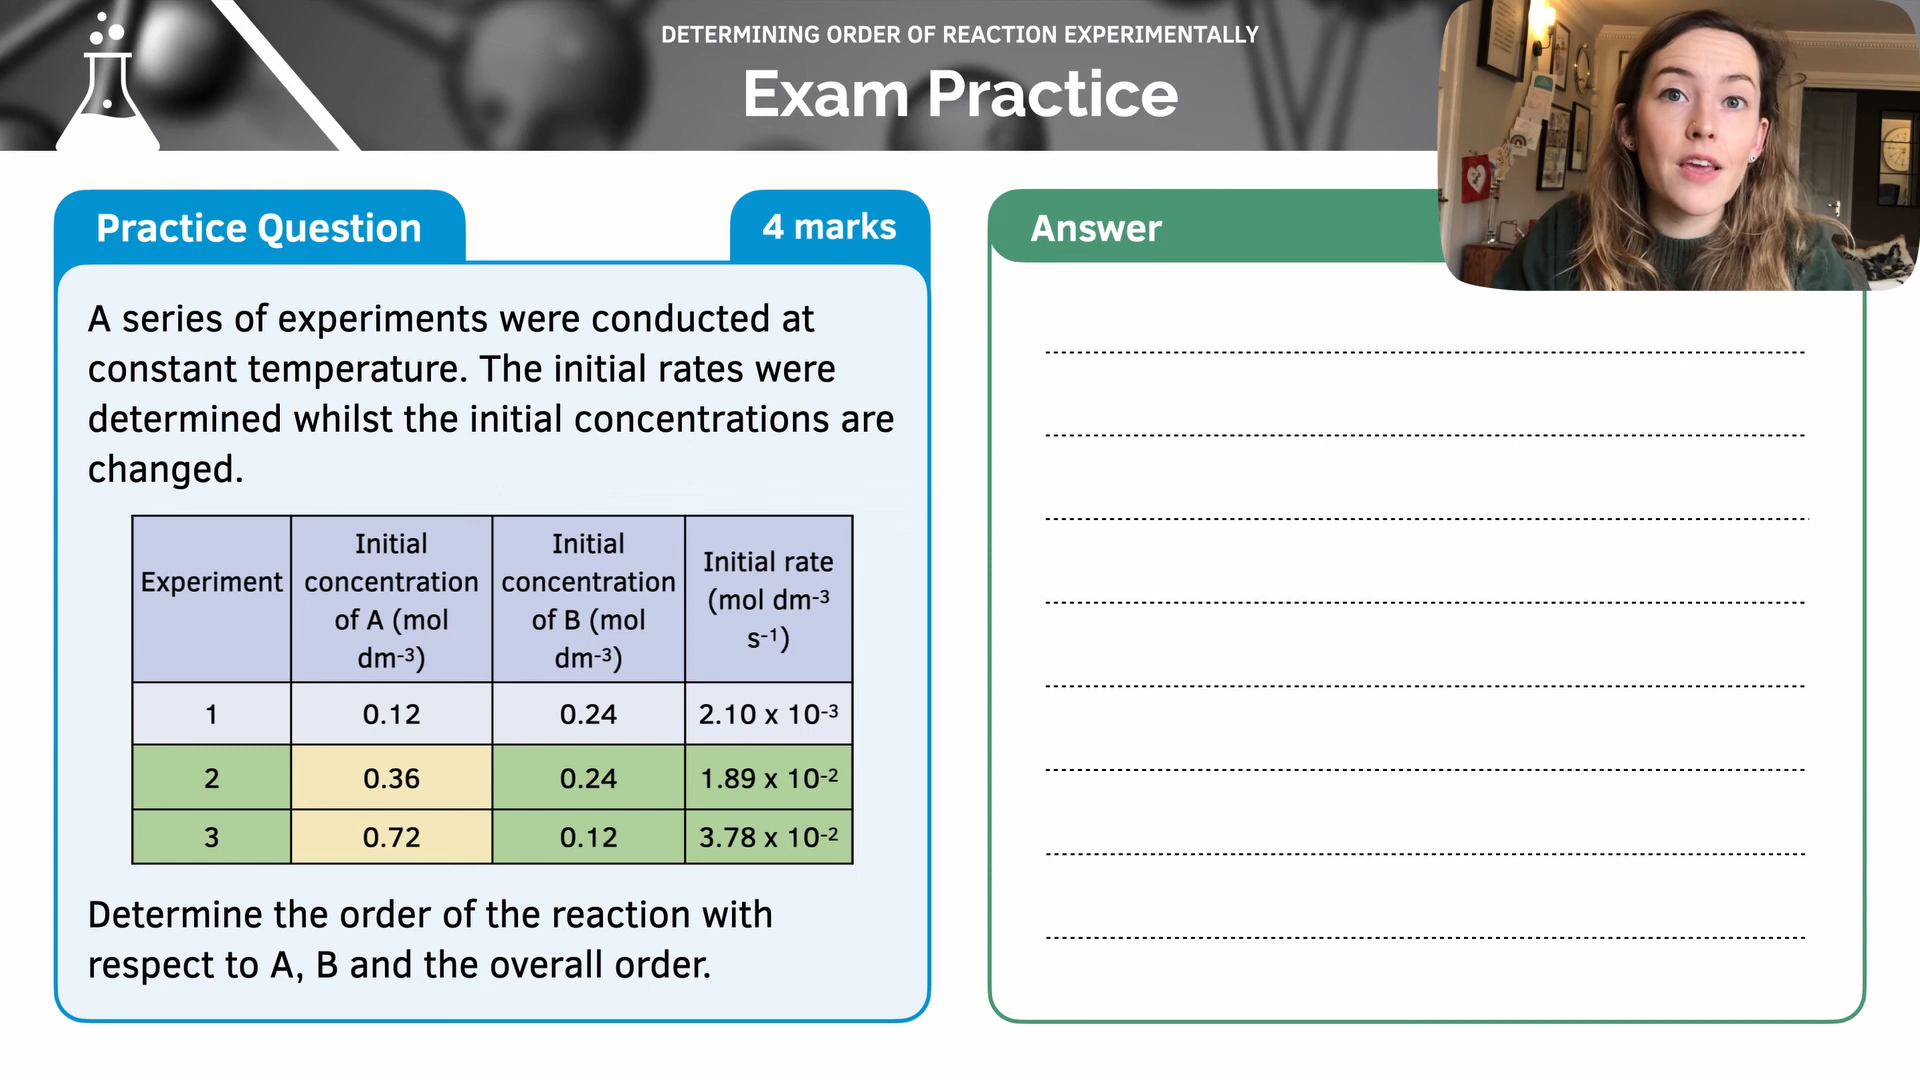 DETERMINING ORDER OF REACTION EXPERIMENTALLY
Exam Practice
Practice Question
4 marks
A series of experiments were conducted at
constant temperature. The initial rates were
determined whilst the initial concentrations are
changed.
Experiment
Initial
concentration
of A (mol
dm⁻³)
Initial
concentration
of B (mol
dm⁻³)
Initial rate
(mol dm⁻³
s⁻¹)
1 0.12 0.24 2.10 x 10⁻³
2 0.36 0.24 1.89 x 10⁻²
3 0.72 0.12 3.78 x 10⁻²
Determine the order of the reaction with
respect to A, B and the overall order.
Answer